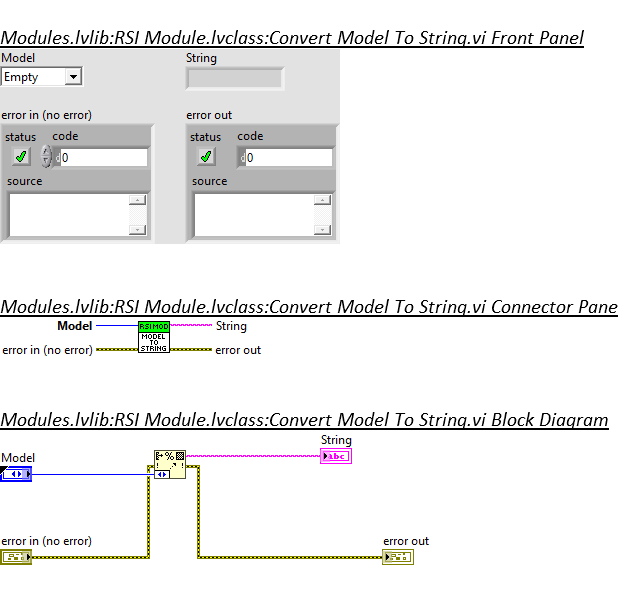 Modules.lvlib:RSI Module.lvclass:Convert Model To String.vi Front Panel
Model String
Empty
error in (no error) error out
status code status code
0 0
source source
Modules.lvlib:RSI Module.lvclass:Convert Model To String.vi Connector Pane
Model RSI MOD String
MODEL
TO
error in (no error) STRING error out
Modules.lvlib:RSI Module.lvclass:Convert Model To String.vi Block Diagram
String
Model % abc
error in (no error) error out